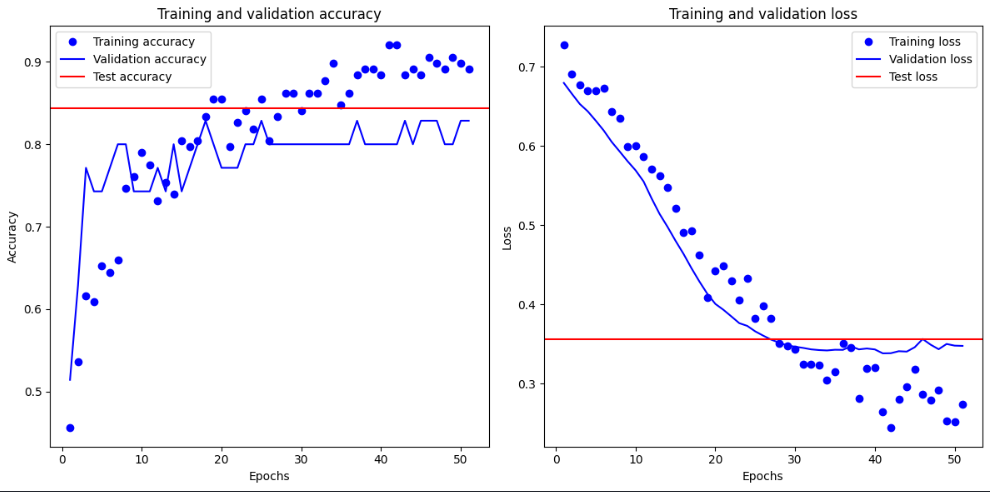 Training and validation accuracy
Training accuracy
Validation accuracy
Test accuracy
Accuracy
0.9
0.8
0.7
0.6
0.5
0
10
20
30
40
50
Epochs
Training and validation loss
Training loss
Validation loss
Test loss
Loss
0.7
0.6
0.5
0.4
0.3
0
10
20
30
40
50
Epochs